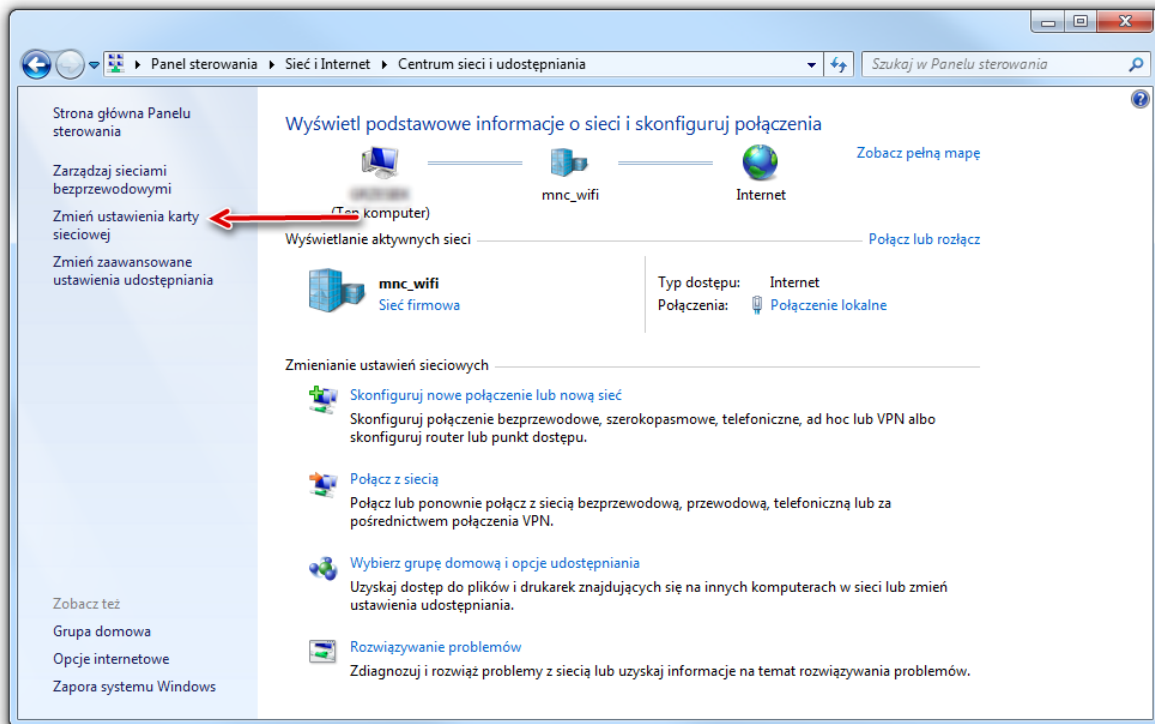 Panel sterowania
Sieć i Internet
Centrum sieci i udostępniania
Szukaj w Panelu sterowania
Strona główna Panelu
sterowania
Zarządzaj sieciami
bezprzewodowymi
Zmień ustawienia karty
sieciowej
Zmień zaawansowane
ustawienia udostępniania
Zobacz też
Grupa domowa
Opcje internetowe
Zapora systemu Windows
Wyświetl podstawowe informacje o sieci i skonfiguruj połączenia
Zobacz pełną mapę
mnc_wifi
Internet
(Ten komputer)
Wyświetlanie aktywnych sieci
Połącz lub rozłącz
mnc_wifi
Sieć firmowa
Typ dostępu: Internet
Połączenia: Połączenie lokalne
Zmienianie ustawień sieciowych
Skonfiguruj nowe połączenie lub nową sieć
Skonfiguruj połączenie bezprzewodowe, szerokopasmowe, telefoniczne, ad hoc lub VPN albo
skonfiguruj router lub punkt dostępu.
Połącz z siecią
Połącz lub ponownie połącz z siecią bezprzewodową, przewodową, telefoniczną lub za
pośrednictwem połączenia VPN.
Wybierz grupę domową i opcje udostępniania
Uzyskaj dostęp do plików i drukarek znajdujących się na innych komputerach w sieci lub zmień
ustawienia udostępniania.
Rozwiązywanie problemów
Zdiagnozuj i rozwiąż problemy z siecią lub uzyskaj informacje na temat rozwiązywania problemów.